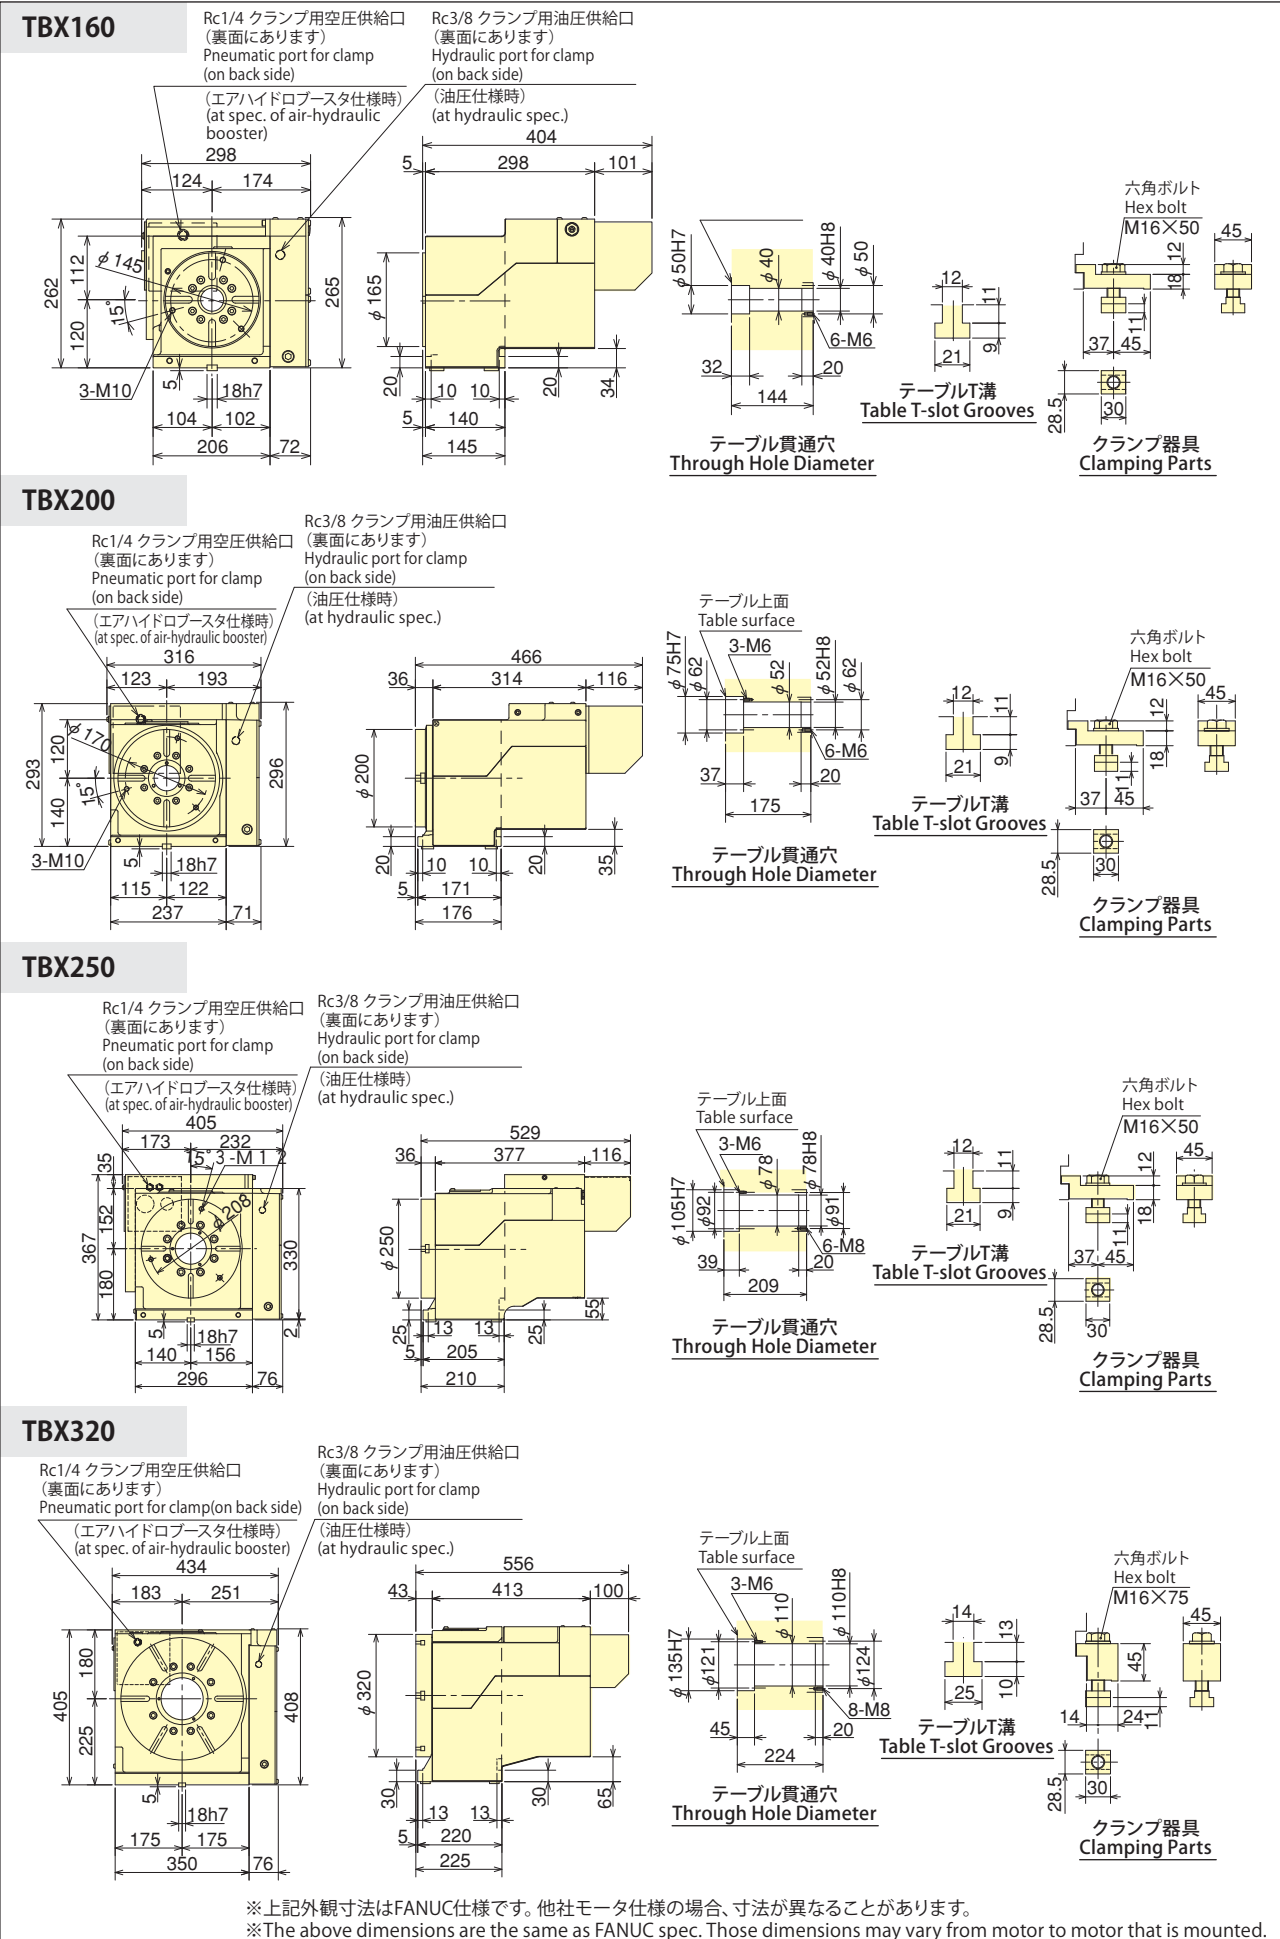 TBX160
Rc1/4 クランプ用空圧供給口
（裏面にあります）
Pneumatic port for clamp
(on back side)
（エアハイドロブースタ仕様時）
(at spec. of air-hydraulic
booster)
Rc3/8 クランプ用油圧供給口
（裏面にあります）
Hydraulic port for clamp
(on back side)
（油圧仕様時）
(at hydraulic spec.)
298
124 174
262
112
120
φ145
15°
265
3-M10
5
18h7
104 102
206 72
404
5 298 101
φ165
20
10 10
20
34
5 140
145
φ50H7
φ40
φ40H8
φ50
6-M6
32 20
144
テーブル貫通穴
Through Hole Diameter
12
11
9
21
テーブルT溝
Table T-slot Grooves
六角ボルト
Hex bolt
M16×50
12
18
11
37 45
45
28.5
30
クランプ器具
Clamping Parts
TBX200
Rc1/4 クランプ用空圧供給口
（裏面にあります）
Pneumatic port for clamp
(on back side)
（エアハイドロブースタ仕様時）
(at spec. of air-hydraulic booster)
Rc3/8 クランプ用油圧供給口
（裏面にあります）
Hydraulic port for clamp
(on back side)
（油圧仕様時）
(at hydraulic spec.)
316
123 193
293
120
140
φ170
15°
296
3-M10
5
18h7
115 122
237 71
466
36 314 116
φ200
20
10 10
20
35
5 171
176
テーブル上面
Table surface
φ75H7
φ62
3-M6
φ52
φ52H8
φ62
6-M6
37 20
175
テーブル貫通穴
Through Hole Diameter
12
11
9
21
テーブルT溝
Table T-slot Grooves
六角ボルト
Hex bolt
M16×50
12
18
11
37 45
45
28.5
30
クランプ器具
Clamping Parts
TBX250
Rc1/4 クランプ用空圧供給口
（裏面にあります）
Pneumatic port for clamp
(on back side)
（エアハイドロブースタ仕様時）
(at spec. of air-hydraulic booster)
Rc3/8 クランプ用油圧供給口
（裏面にあります）
Hydraulic port for clamp
(on back side)
（油圧仕様時）
(at hydraulic spec.)
405
173 232
15° 3-M12
35
152
367
180
φ208
330
2
5
18h7
140 156
296 76
529
36 377 116
φ250
25
13 13
25
55
5 205
210
テーブル上面
Table surface
3-M6
φ105H7
φ92
φ78
φ78H8
φ91
6-M8
39 20
209
テーブル貫通穴
Through Hole Diameter
12
11
9
21
テーブルT溝
Table T-slot Grooves
六角ボルト
Hex bolt
M16×50
12
18
11
37 45
45
28.5
30
クランプ器具
Clamping Parts
TBX320
Rc1/4 クランプ用空圧供給口
（裏面にあります）
Pneumatic port for clamp(on back side)
（エアハイドロブースタ仕様時）
(at spec. of air-hydraulic booster)
Rc3/8 クランプ用油圧供給口
（裏面にあります）
Hydraulic port for clamp
(on back side)
（油圧仕様時）
(at hydraulic spec.)
434
183 251
405
180
225
408
5
18h7
175 175
350 76
556
43 413 100
φ320
30
13 13
30
65
5 220
225
テーブル上面
Table surface
3-M6
φ135H7
φ121
φ110
φ110H8
φ124
8-M8
45 20
224
テーブル貫通穴
Through Hole Diameter
14
13
10
25
テーブルT溝
Table T-slot Grooves
六角ボルト
Hex bolt
M16×75
45
45
14 24
11
28.5
30
クランプ器具
Clamping Parts
※上記外観寸法はFANUC仕様です。他社モータ仕様の場合、寸法が異なることがあります。
※The above dimensions are the same as FANUC spec. Those dimensions may vary from motor to motor that is mounted.